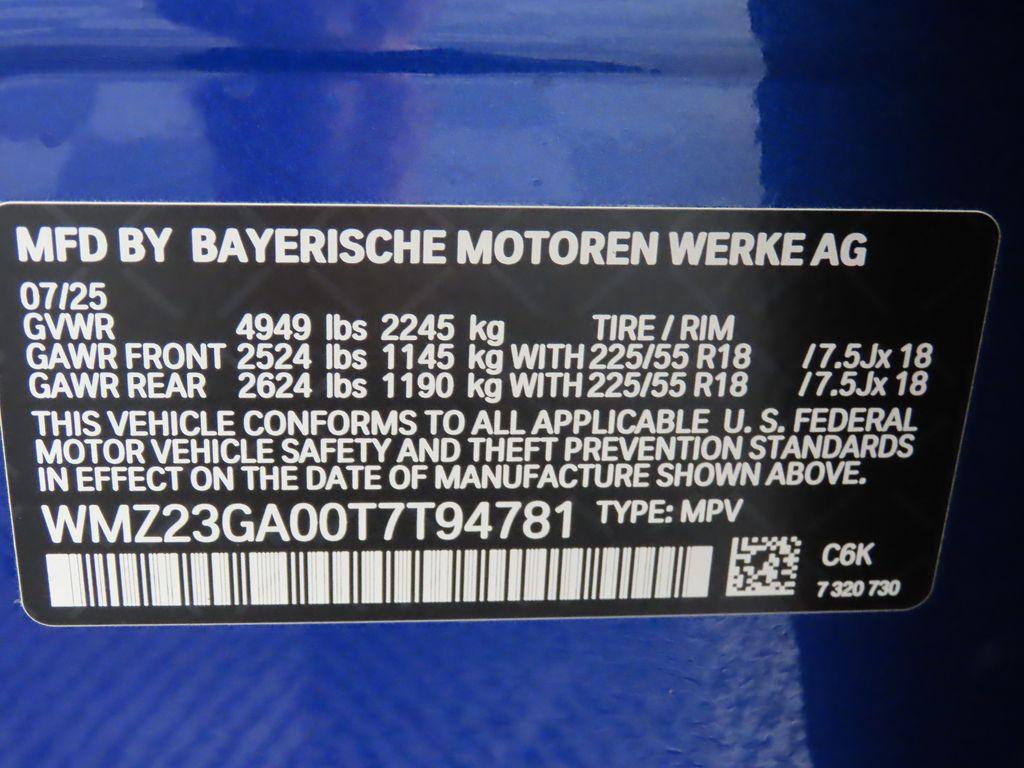 MFD BY BAYERISCHE MOTOREN WERKE AG
07/25
GVWR 4949 lbs 2245 kg TIRE / RIM
GAWR FRONT 2524 lbs 1145 kg WITH 225/55 R18 /7.5Jx 18
GAWR REAR 2624 lbs 1190 kg WITH 225/55 R18 /7.5Jx 18
THIS VEHICLE CONFORMS TO ALL APPLICABLE U. S. FEDERAL
MOTOR VEHICLE SAFETY AND THEFT PREVENTION STANDARDS
IN EFFECT ON THE DATE OF MANUFACTURE SHOWN ABOVE.
WMZ23GA00T7T94781 TYPE: MPV
C6K
7 320 730